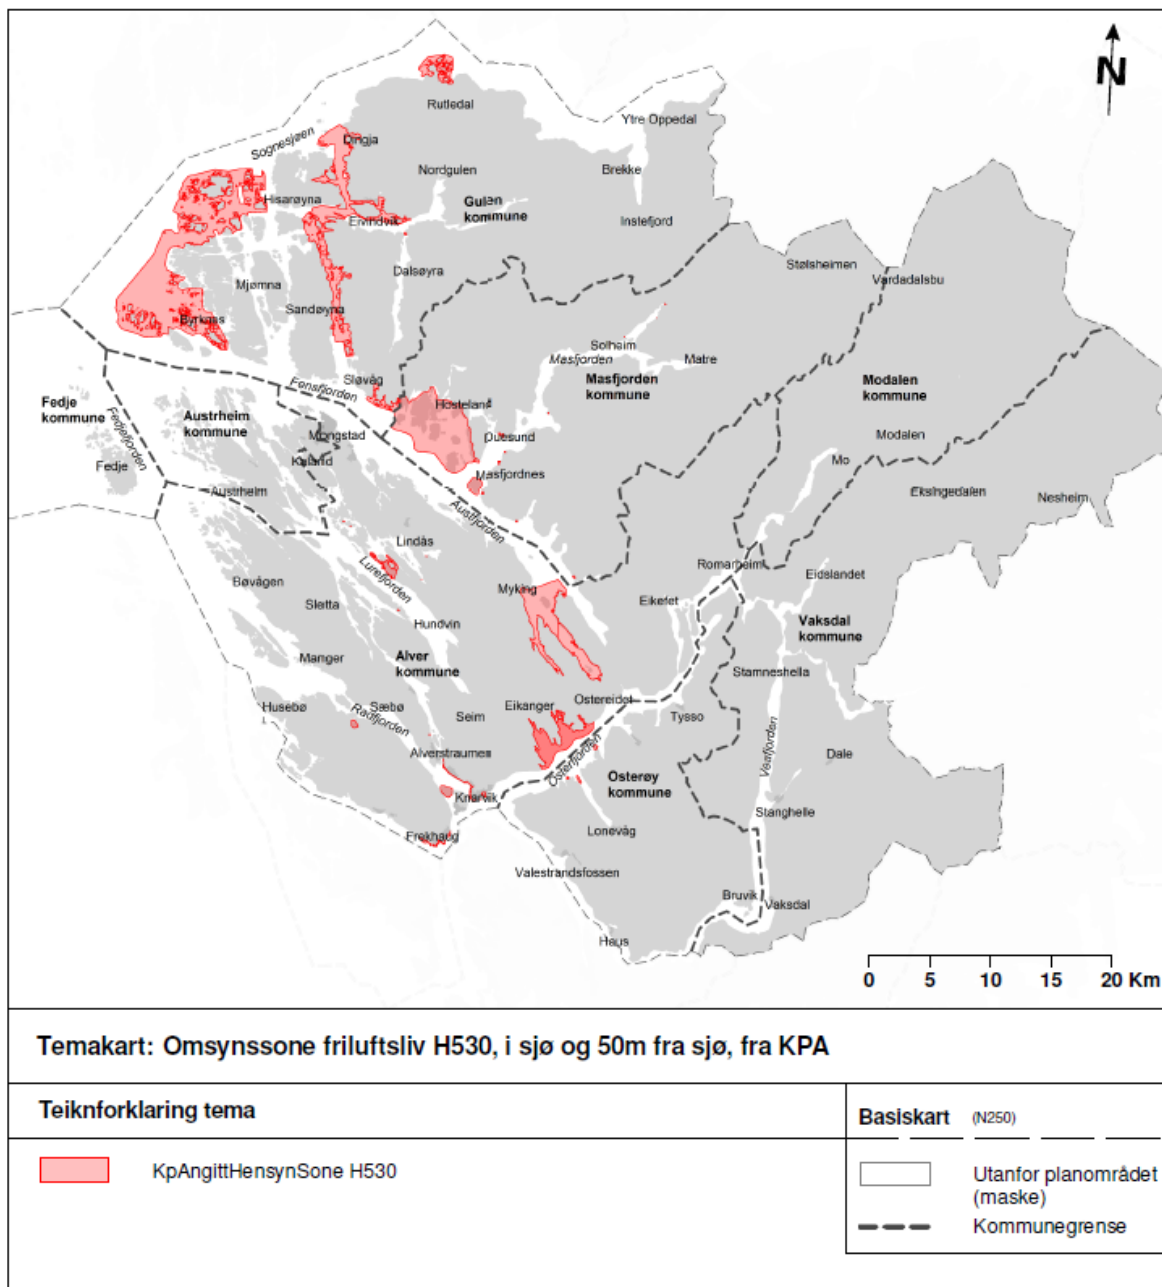 N
Rutledal
Ytre Oppedal
Sognesjøen
Dingja
Nordgulen
Brekke
Hisarøyna
Gulen
kommune
Eivindvik
Instefjord
Dalsøyra
Stølsheimen
Vardadalsbu
Mjømna
Sandøyna
Byrknes
Solheim
Masfjorden
Matre
Sløvåg
Masfjorden
kommune
Modalen
kommune
Fensfjorden
Fedje
kommune
Hosteland
Austrheim
kommune
Fedjefjorden
Mongstad
Duesund
Modalen
Kaland
Mo
Fedje
Masfjordnes
Austrheim
Eksingedalen
Nesheim
Austfjorden
Lindås
Romarheim
Eidslandet
Lurefjorden
Bøvågen
Myking
Eikefet
Sletta
Hundvin
Vaksdal
kommune
Manger
Alver
kommune
Stamneshella
Ostereidet
Husebø
Sæbø
Eikanger
Radfjorden
Seim
Tysso
Alverstraumen
Veafjorden
Dale
Osterfjorden
Osterøy
kommune
Knarvik
Stanghelle
Frekhaug
Lonevåg
Valestrandsfossen
Bruvik
Vaksdal
Haus
0 5 10 15 20 Km
Temakart: Omsynssone friluftsliv H530, i sjø og 50m fra sjø, fra KPA
Teiknforklaring tema
KpAngittHensynSone H530
Basiskart (N250)
Utanfor planområdet
(maske)
Kommunegrense